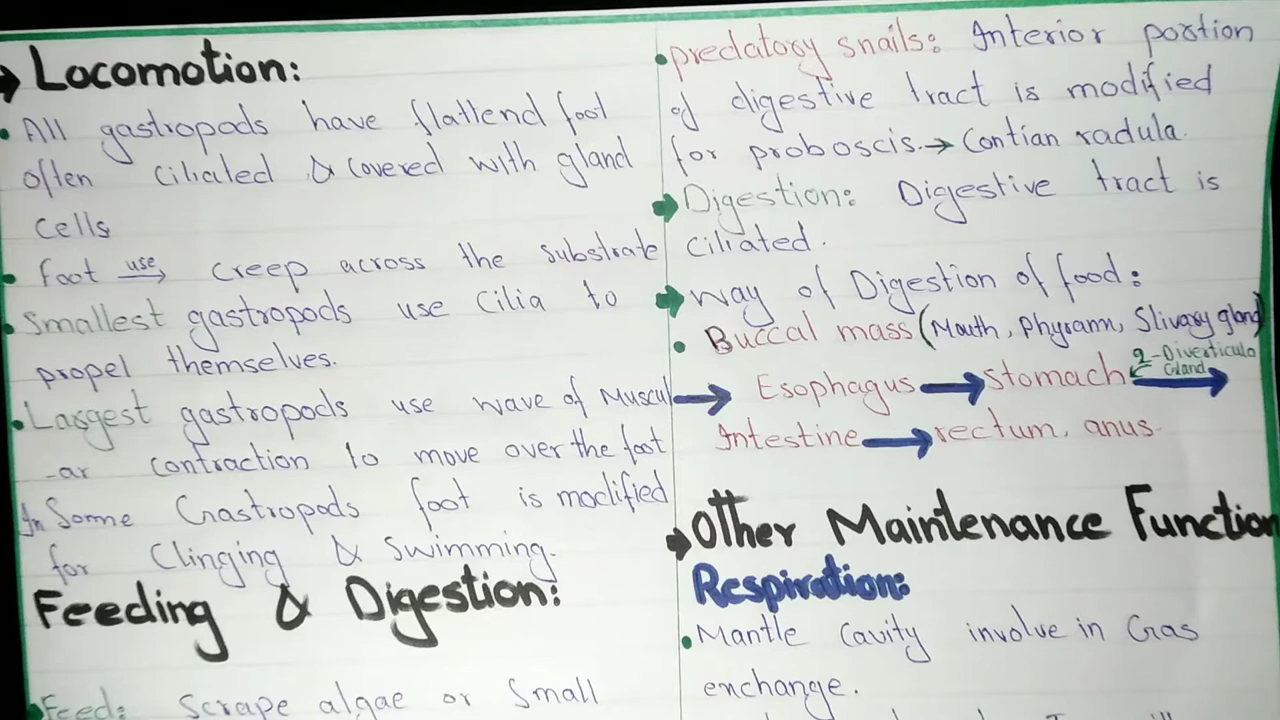 → Locomotion:
• All gastropods have flattend foot
often ciliated & covered with gland
cells
• foot use→ creep across the substrate
• Smallest gastropods use cilia to
propel themselves.
• Largest gastropods use wave of Muscul
-ar contraction to move over the foot
In Some Gastropods foot is modified
for Clinging & Swimming.
Feeding & Digestion:
Feed: Scrape algae or Small
• predatory snails: Interior portion
of digestive tract is modified
for proboscis.→ Contian radula.
→ Digestion: Digestive tract is
ciliated.
→ way of Digestion of food:
• Buccal mass (Mouth, Phyrann, Slivary gland)
→ Esophagus → Stomach 2-Diverticulo Gland →
Intestine → rectum, anus.
→ Other Maintenance Function
Respiration:
• Mantle Cavity involve in Gas
exchange.